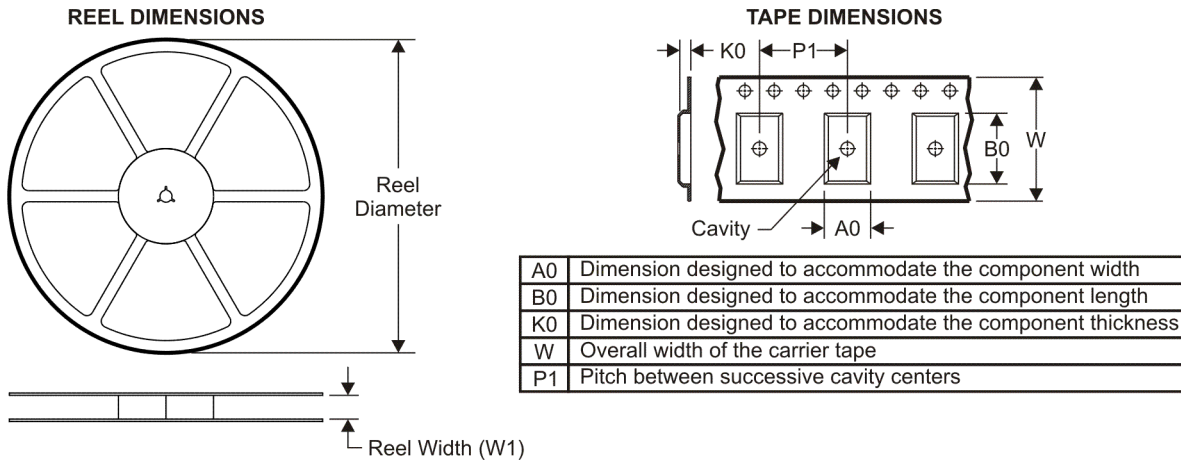 REEL DIMENSIONS
Reel
Diameter
Reel Width (W1)
TAPE DIMENSIONS
K0
P1
B0
W
Cavity
A0
A0 Dimension designed to accommodate the component width
B0 Dimension designed to accommodate the component length
K0 Dimension designed to accommodate the component thickness
W Overall width of the carrier tape
P1 Pitch between successive cavity centers